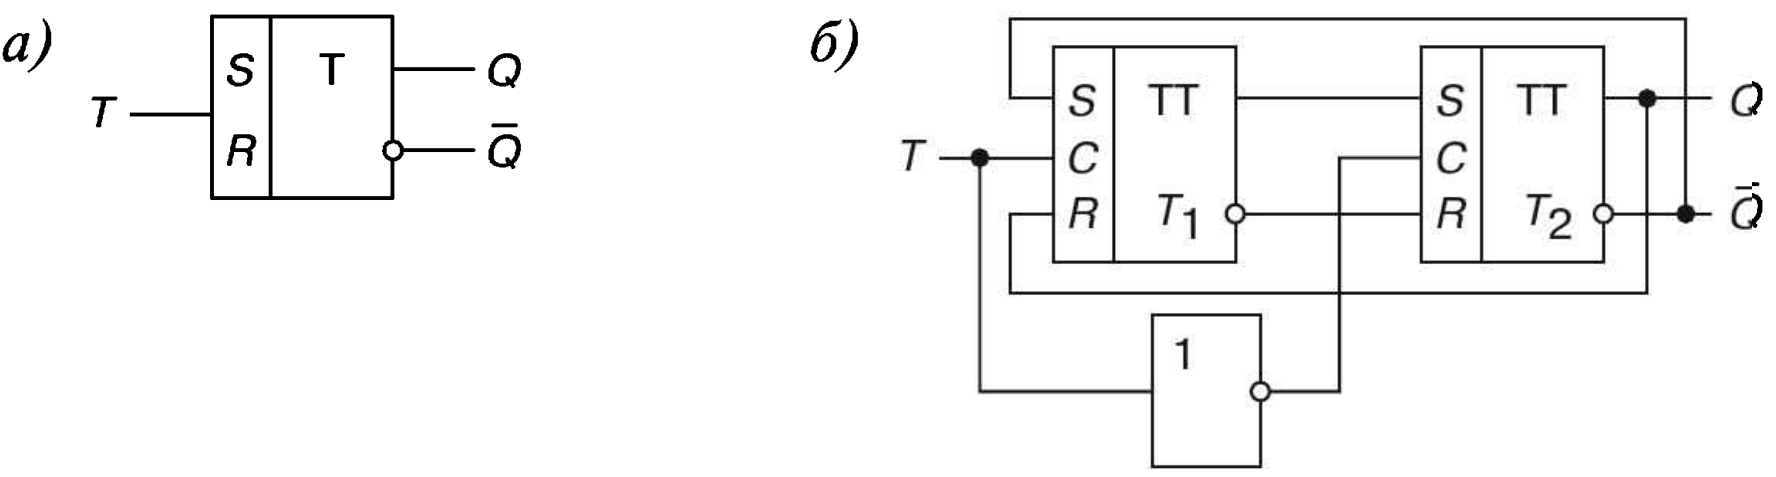 а)
S T Q
T
R Q̄
б)
S TT S TT Q
T C C
R T₁ R T₂ Q̄
1